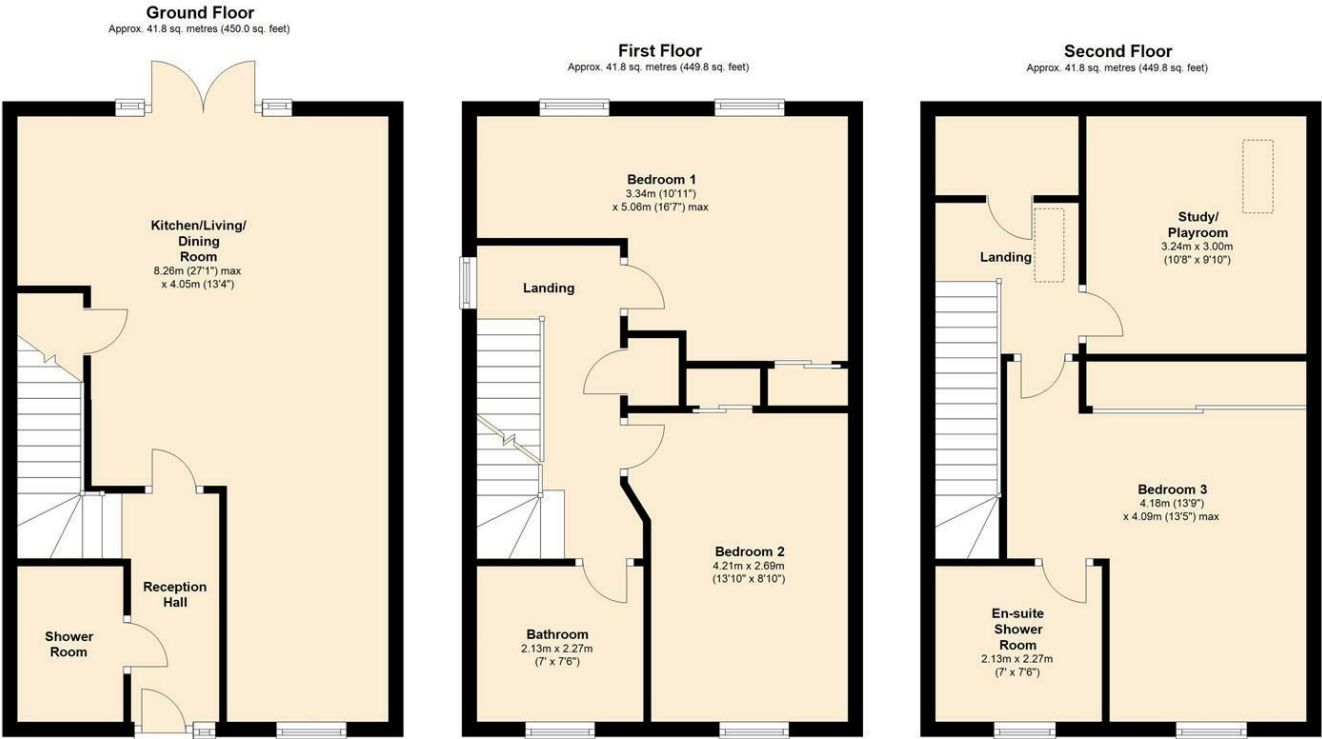 Ground Floor
Approx. 41.8 sq. metres (450.0 sq. feet)
Kitchen/Living/
Dining
Room
8.26m (27'1") max
x 4.05m (13'4")
Reception
Hall
Shower
Room
First Floor
Approx. 41.8 sq. metres (449.8 sq. feet)
Bedroom 1
3.34m (10'11")
x 5.06m (16'7") max
Landing
Bedroom 2
4.21m x 2.69m
(13'10" x 8'10")
Bathroom
2.13m x 2.27m
(7' x 7'6")
Second Floor
Approx. 41.8 sq. metres (449.8 sq. feet)
Study/
Playroom
3.24m x 3.00m
(10'8" x 9'10")
Landing
Bedroom 3
4.18m (13'9")
x 4.09m (13'5") max
En-suite
Shower
Room
2.13m x 2.27m
(7' x 7'6")